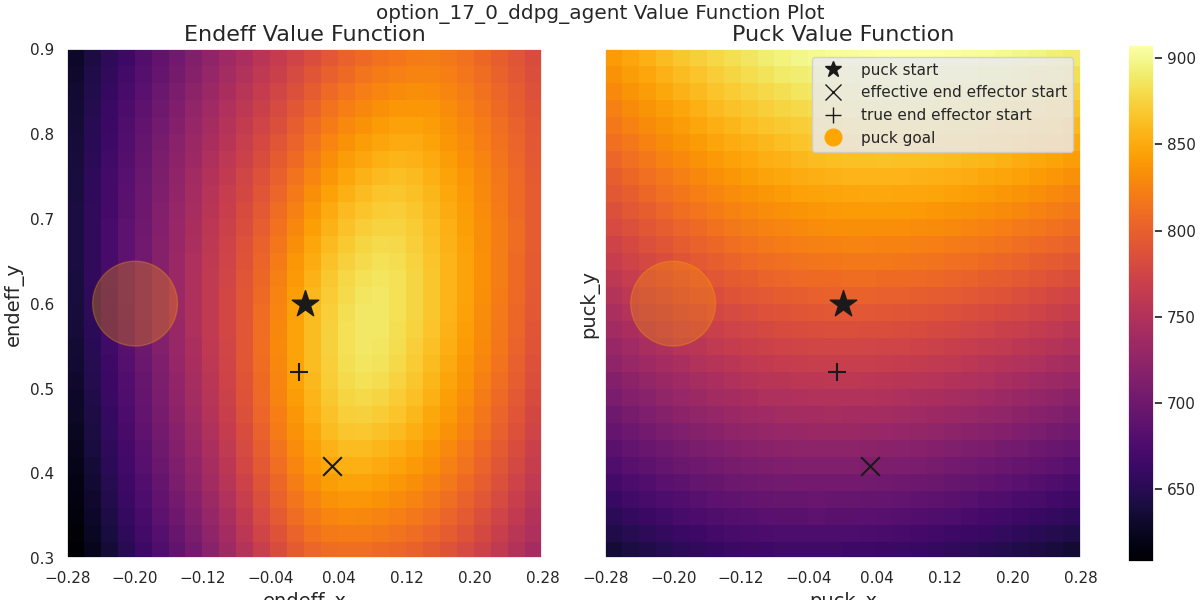 option_17_0_ddpg_agent Value Function Plot
Endeff Value Function
Puck Value Function
puck start
effective end effector start
true end effector start
puck goal
0.9
0.8
0.7
0.6
0.5
0.4
0.3
endeff_y
−0.28 −0.20 −0.12 −0.04 0.04 0.12 0.20 0.28
endeff_x
puck_y
−0.28 −0.20 −0.12 −0.04 0.04 0.12 0.20 0.28
puck_x
900
850
800
750
700
650